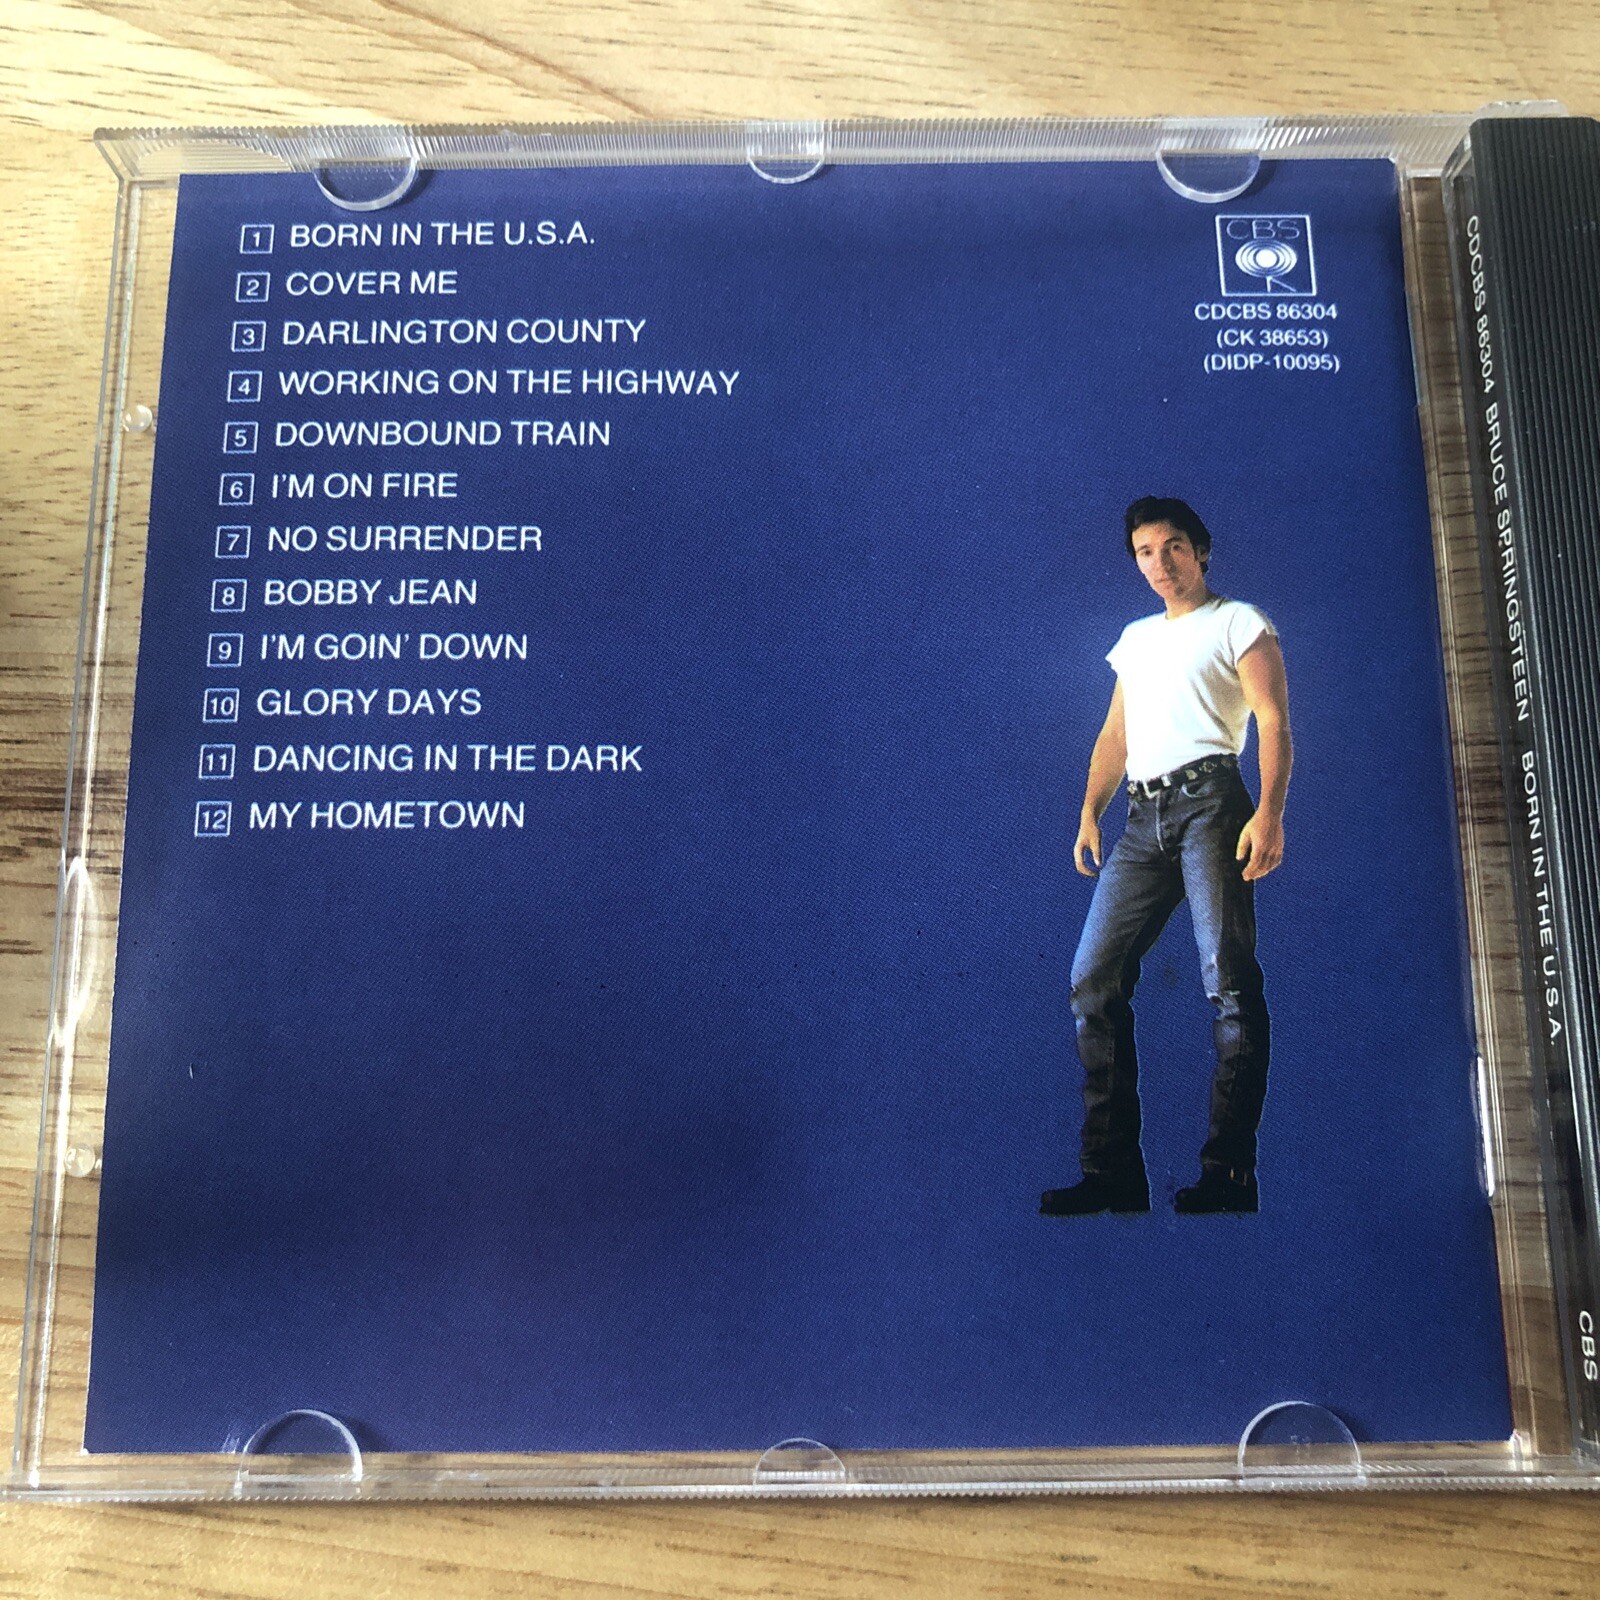 1 BORN IN THE U.S.A.
2 COVER ME
3 DARLINGTON COUNTY
4 WORKING ON THE HIGHWAY
5 DOWNBOUND TRAIN
6 I'M ON FIRE
7 NO SURRENDER
8 BOBBY JEAN
9 I'M GOIN' DOWN
10 GLORY DAYS
11 DANCING IN THE DARK
12 MY HOMETOWN
CBS
CDCBS 86304
(CK 38653)
(DIDP-10095)
CDCBS 86304 BRUCE SPRINGSTEEN BORN IN THE U.S.A. CBS